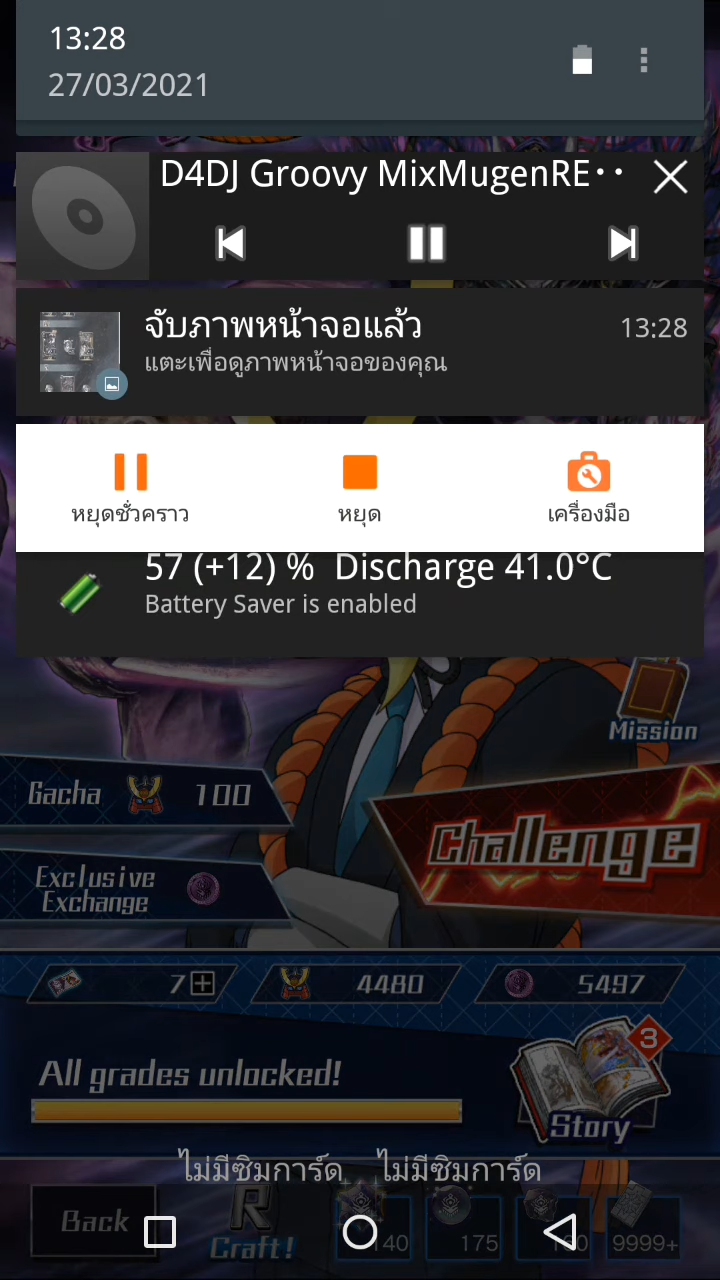 13:28
27/03/2021
D4DJ Groovy MixMugenRE··
จับภาพหน้าจอแล้ว
13:28
แตะเพื่อดูภาพหน้าจอของคุณ
หยุดชั่วคราว
หยุด
เครื่องมือ
57 (+12) % Discharge 41.0°C
Battery Saver is enabled
Mission
Gacha 100
Challenge
Exclusive
Exchange
7 4480 5497
3
All grades unlocked!
Story
ไม่มีซิมการ์ด ไม่มีซิมการ์ด
Back
R
Craft!
140 175 9999+